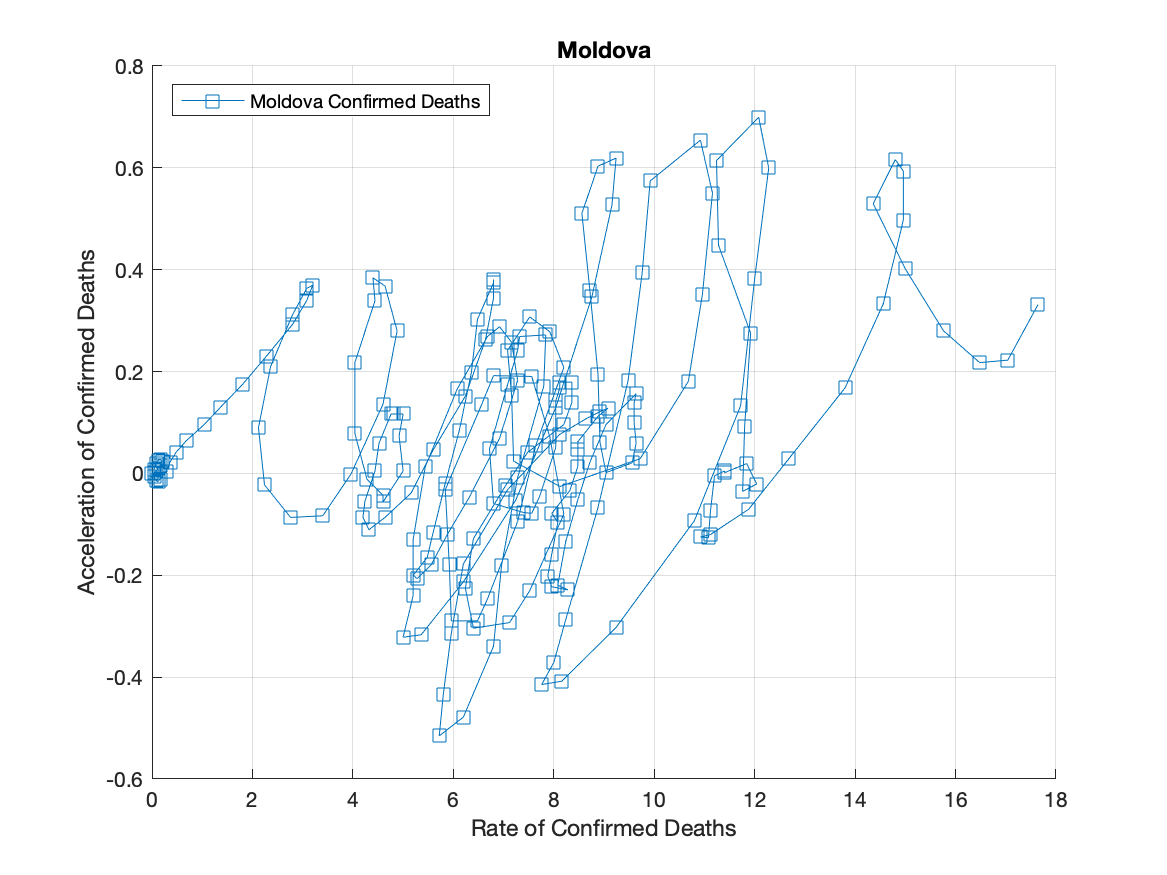 Moldova
Moldova Confirmed Deaths
0.8
0.6
0.4
0.2
0
-0.2
-0.4
-0.6
Acceleration of Confirmed Deaths
0 2 4 6 8 10 12 14 16 18
Rate of Confirmed Deaths